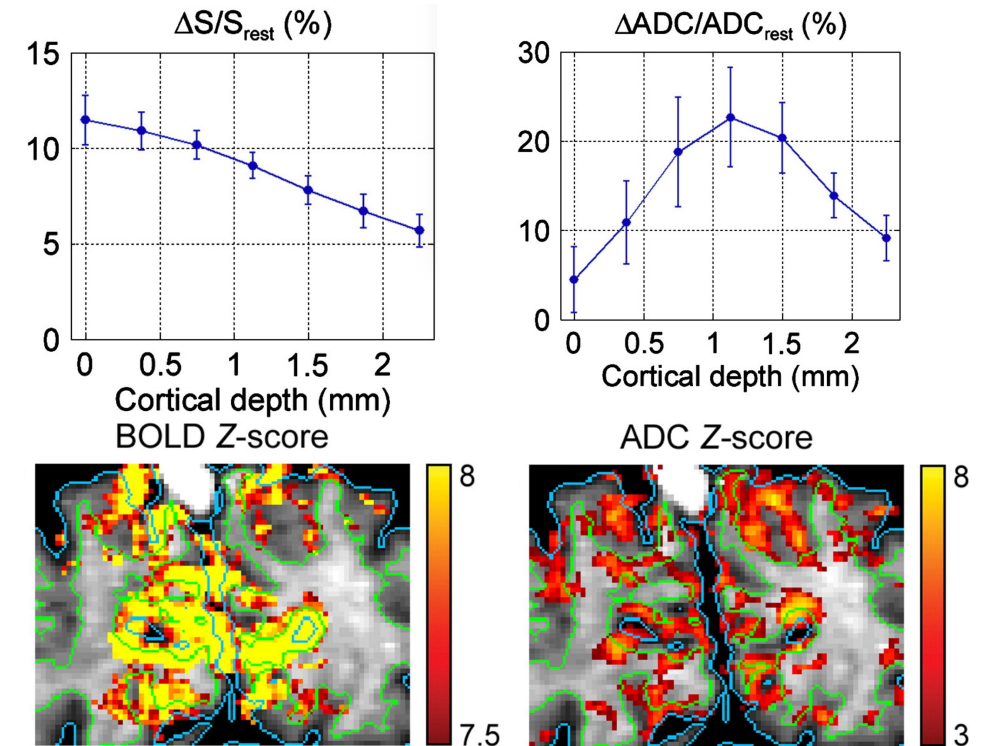 ΔS/Srest (%)
15
10
5
0
0 0.5 1 1.5 2
Cortical depth (mm)
ΔADC/ADCrest (%)
30
20
10
0
0 0.5 1 1.5 2
Cortical depth (mm)
BOLD Z-score
8
7.5
ADC Z-score
8
3